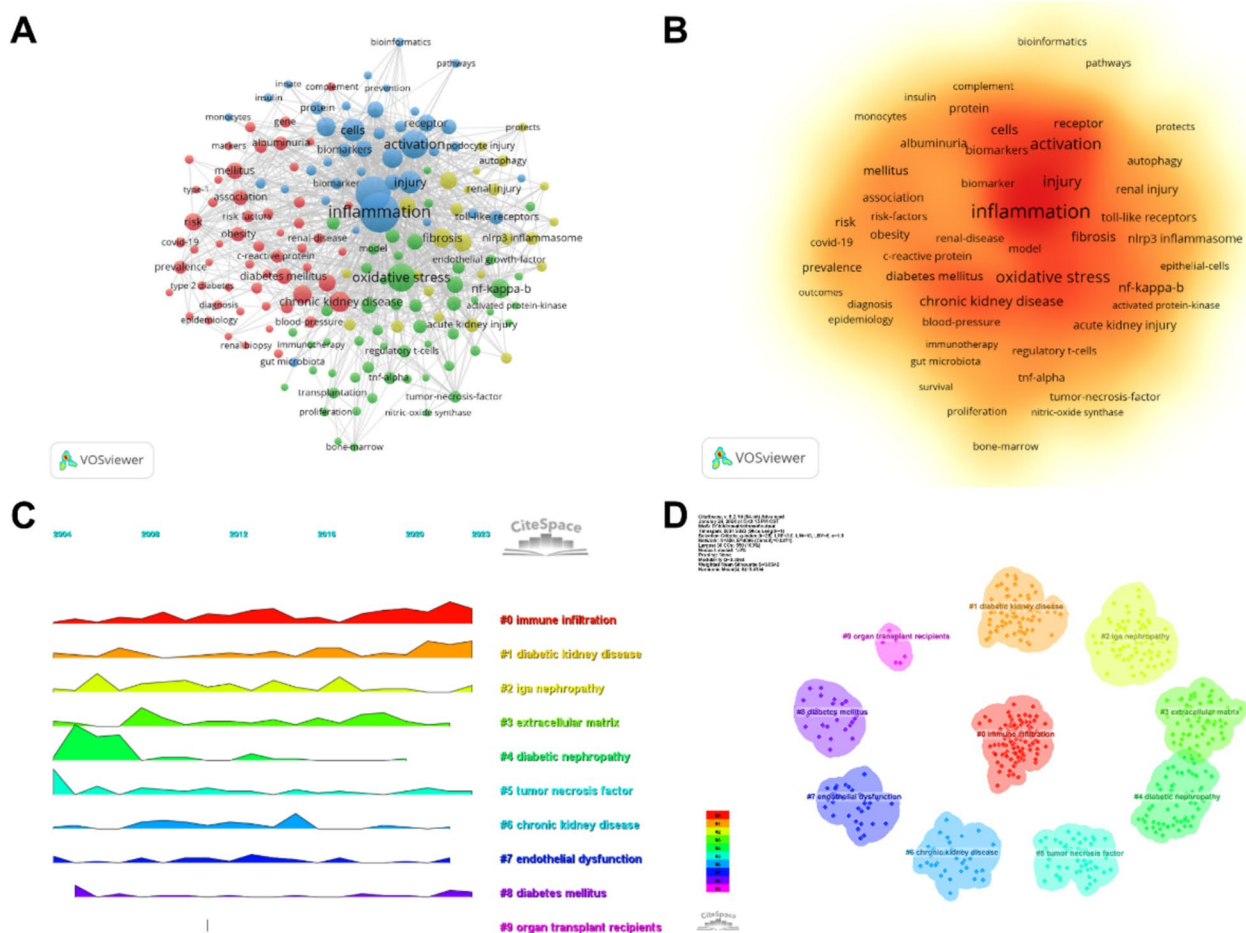 A
bioinformatics
pathways
innate
complement
prevention
insulin
protein
monocytes
gene
cells
receptor
protects
markers
albuminuria
activation
biomarkers
podocyte injury
mellitus
autophagy
type-1
biomarker
injury
renal injury
association
inflammation
risk
risk factors
toll-like receptors
covid-19
obesity
renal-disease
fibrosis
nlrp3 inflammasome
model
c-reactive protein
endothelial growth-factor
prevalence
diabetes mellitus
oxidative stress
type 2 diabetes
nf-kappa-b
diagnosis
chronic kidney disease
activated protein-kinase
epidemiology
blood-pressure
acute kidney injury
renal-biopsy
immunotherapy
gut microbiota
regulatory t-cells
tnf-alpha
transplantation
tumor-necrosis-factor
proliferation
nitric-oxide synthase
bone-marrow
VOSviewer
B
bioinformatics
pathways
complement
insulin
protein
monocytes
cells
receptor
protects
albuminuria
biomarkers
activation
autophagy
mellitus
biomarker
injury
renal injury
association
inflammation
risk
risk-factors
toll-like receptors
covid-19
obesity
renal-disease
fibrosis
nlrp3 inflammasome
model
c-reactive protein
prevalence
diabetes mellitus
oxidative stress
epithelial-cells
outcomes
nf-kappa-b
diagnosis
chronic kidney disease
activated protein-kinase
epidemiology
blood-pressure
acute kidney injury
immunotherapy
gut microbiota
regulatory t-cells
tnf-alpha
survival
tumor-necrosis-factor
proliferation
nitric-oxide synthase
bone-marrow
VOSviewer
C
2004 2008 2012 2016 2020 2023
CiteSpace
#0 immune infiltration
#1 diabetic kidney disease
#2 iga nephropathy
#3 extracellular matrix
#4 diabetic nephropathy
#5 tumor necrosis factor
#6 chronic kidney disease
#7 endothelial dysfunction
#8 diabetes mellitus
#9 organ transplant recipients
D
#1 diabetic kidney disease
#9 organ transplant recipients
#2 iga nephropathy
#8 diabetes mellitus
#3 extracellular matrix
#0 immune infiltration
#7 endothelial dysfunction
#4 diabetic nephropathy
#6 chronic kidney disease
#5 tumor necrosis factor
CiteSpace